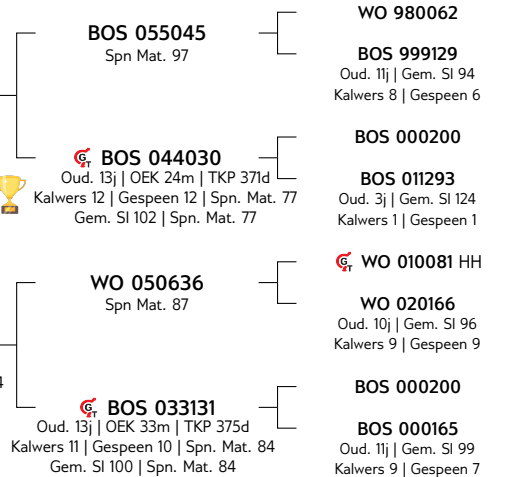 BOS 055045
Spn Mat. 97
WO 980062
BOS 999129
Oud. 11j | Gem. SI 94
Kalwers 8 | Gespeen 6
GT BOS 044030
Oud. 13j | OEK 24m | TKP 371d
Kalwers 12 | Gespeen 12 | Spn. Mat. 77
Gem. SI 102 | Spn. Mat. 77
BOS 000200
BOS 011293
Oud. 3j | Gem. SI 124
Kalwers 1 | Gespeen 1
WO 050636
Spn Mat. 87
GT WO 010081 HH
WO 020166
Oud. 10j | Gem. SI 96
Kalwers 9 | Gespeen 9
4
GT BOS 033131
Oud. 13j | OEK 33m | TKP 375d
Kalwers 11 | Gespeen 10 | Spn. Mat. 84
Gem. SI 100 | Spn. Mat. 84
BOS 000200
BOS 000165
Oud. 11j | Gem. SI 99
Kalwers 9 | Gespeen 7